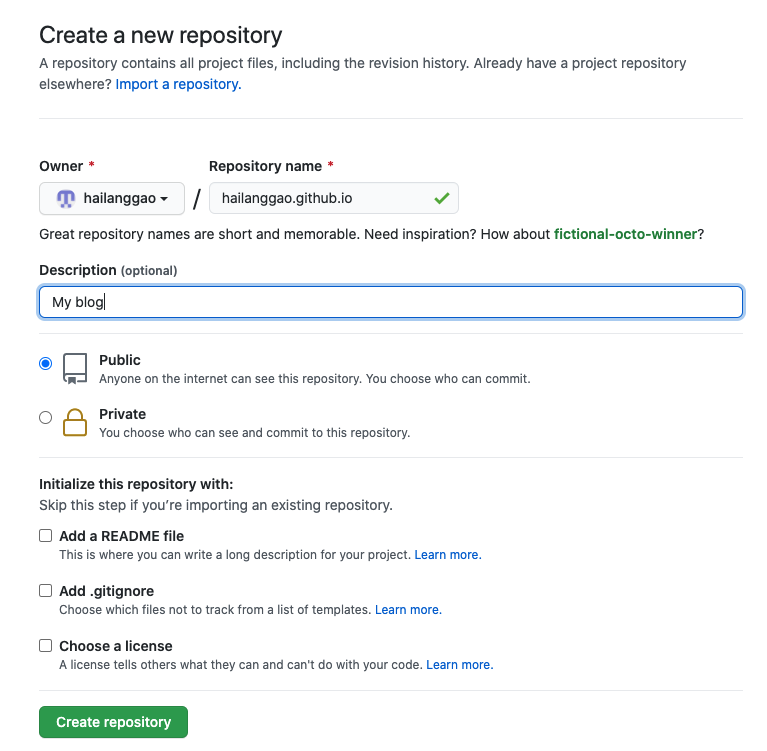 Create a new repository
A repository contains all project files, including the revision history. Already have a project repository
elsewhere? Import a repository.
Owner * Repository name *
hailanggao / hailanggao.github.io
Great repository names are short and memorable. Need inspiration? How about fictional-octo-winner?
Description (optional)
My blog
Public
Anyone on the internet can see this repository. You choose who can commit.
Private
You choose who can see and commit to this repository.
Initialize this repository with:
Skip this step if you’re importing an existing repository.
Add a README file
This is where you can write a long description for your project. Learn more.
Add .gitignore
Choose which files not to track from a list of templates. Learn more.
Choose a license
A license tells others what they can and can't do with your code. Learn more.
Create repository